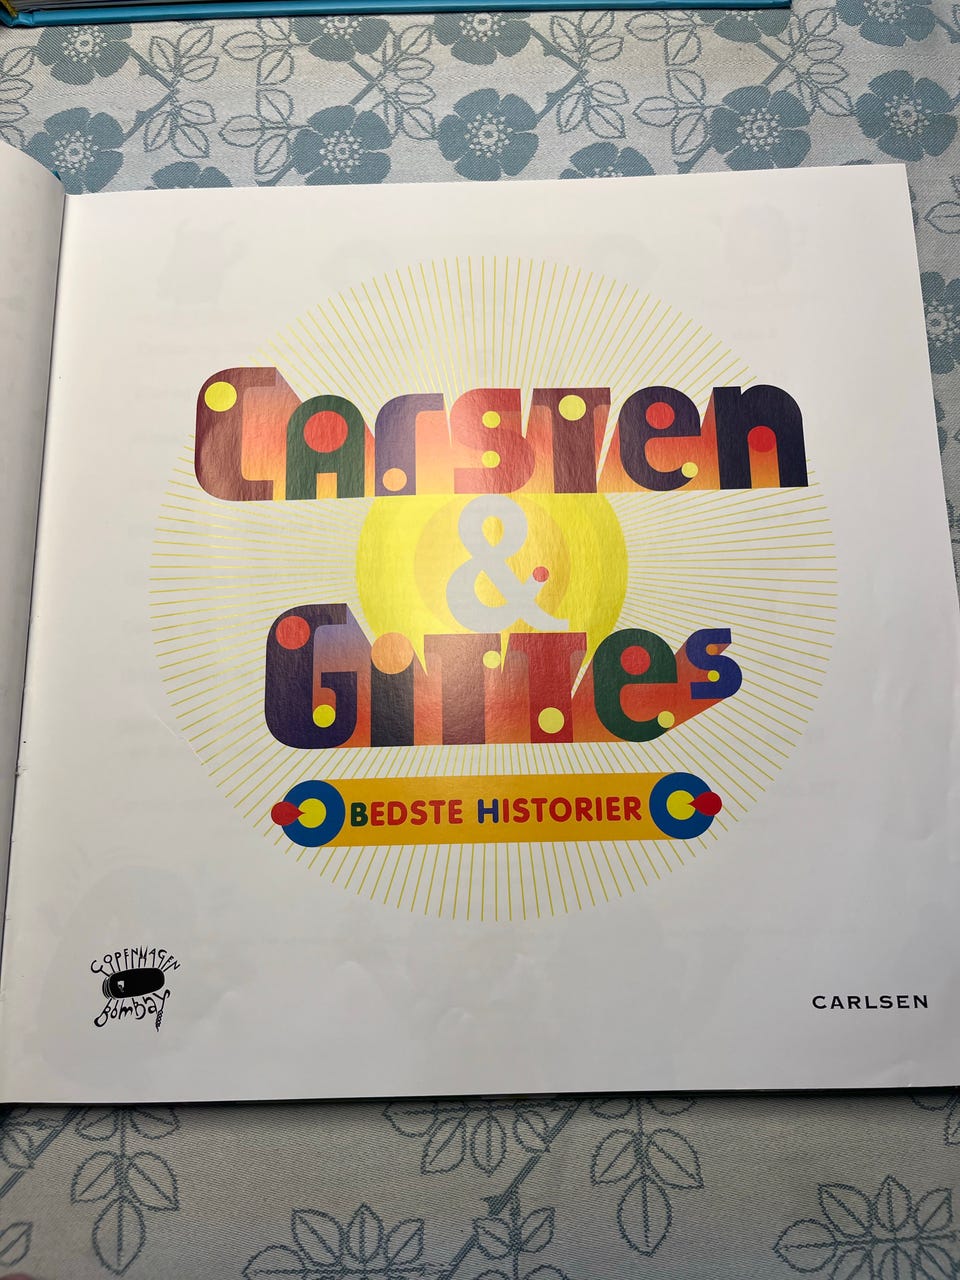 Carsten
&
Gittes
BEDSTE HISTORIER
COPENHAGEN
BOMBAY
CARLSEN